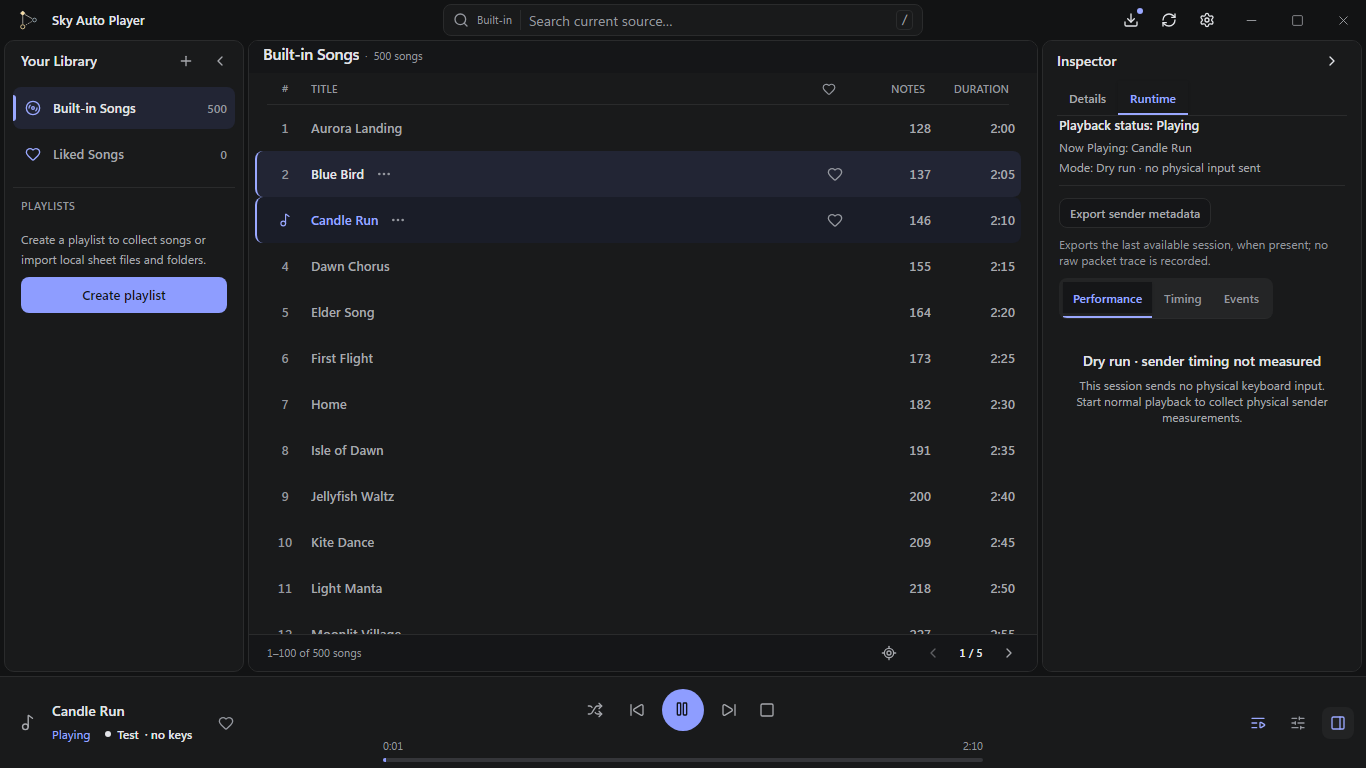 Sky Auto Player
Built-in
Search current source...
/
Your Library
Built-in Songs 500
Liked Songs 0
PLAYLISTS
Create a playlist to collect songs or
import local sheet files and folders.
Create playlist
Built-in Songs · 500 songs
# TITLE NOTES DURATION
1 Aurora Landing 128 2:00
2 Blue Bird ··· 137 2:05
Candle Run ··· 146 2:10
4 Dawn Chorus 155 2:15
5 Elder Song 164 2:20
6 First Flight 173 2:25
7 Home 182 2:30
8 Isle of Dawn 191 2:35
9 Jellyfish Waltz 200 2:40
10 Kite Dance 209 2:45
11 Light Manta 218 2:50
12 Moonlit Village 227 2:55
1–100 of 500 songs
1 / 5
Inspector
Details Runtime
Playback status: Playing
Now Playing: Candle Run
Mode: Dry run · no physical input sent
Export sender metadata
Exports the last available session, when present; no
raw packet trace is recorded.
Performance Timing Events
Dry run · sender timing not measured
This session sends no physical keyboard input.
Start normal playback to collect physical sender
measurements.
Candle Run
Playing ● Test · no keys
0:01 2:10